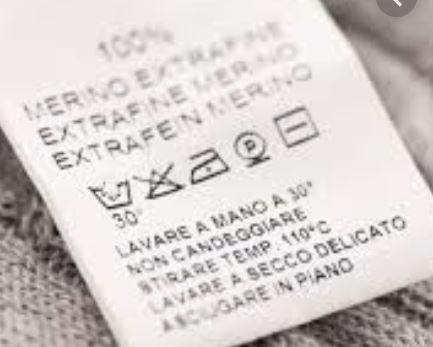 100%
MERINO EXTRAFINE
EXTRAFINE MERINO
EXTRAFEIN MERINO
P
30°
LAVARE A MANO A 30°
NON CANDEGGIARE
STIRARE TEMP. 110°C
LAVARE A SECCO DELICATO
ASCIUGARE IN PIANO